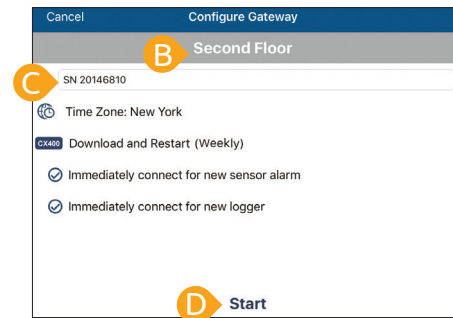 Cancel Configure Gateway
B Second Floor
C SN 20146810
Time Zone: New York
CX400 Download and Restart (Weekly)
Immediately connect for new sensor alarm
Immediately connect for new logger
D Start